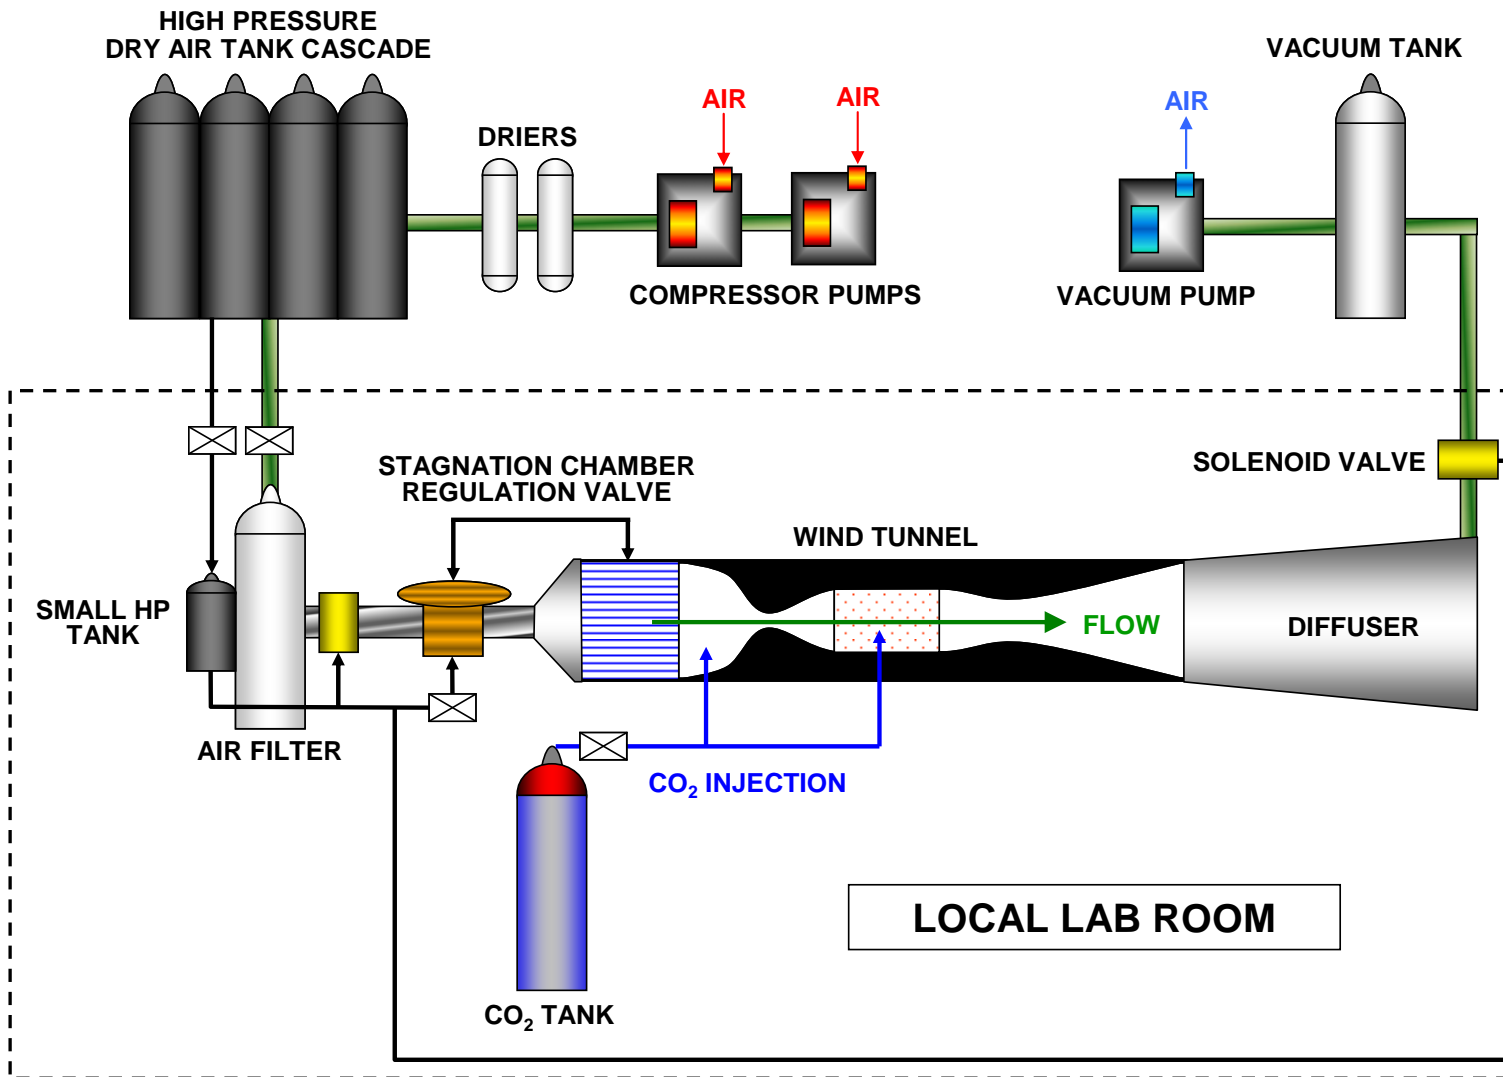 HIGH PRESSURE
DRY AIR TANK CASCADE
VACUUM TANK
AIR
AIR
AIR
DRIERS
COMPRESSOR PUMPS
VACUUM PUMP
STAGNATION CHAMBER
REGULATION VALVE
SOLENOID VALVE
WIND TUNNEL
SMALL HP
TANK
FLOW
DIFFUSER
AIR FILTER
CO₂ INJECTION
LOCAL LAB ROOM
CO₂ TANK